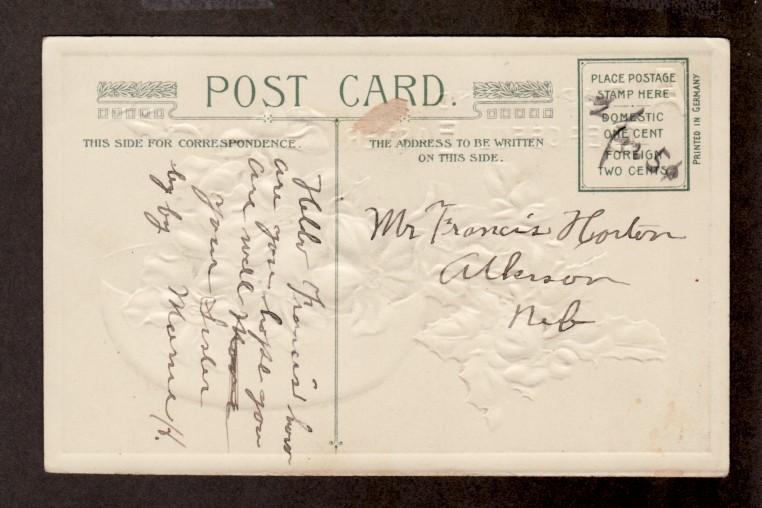 POST CARD.
THIS SIDE FOR CORRESPONDENCE.
THE ADDRESS TO BE WRITTEN
ON THIS SIDE.
PLACE POSTAGE
STAMP HERE
DOMESTIC
ONE CENT
FOREIGN
TWO CENTS
PRINTED IN GERMANY
Hello Francis how
are you hope you
are well
your sister
by by Mame H.
Mr Francis Horton
Atkinson
Neb